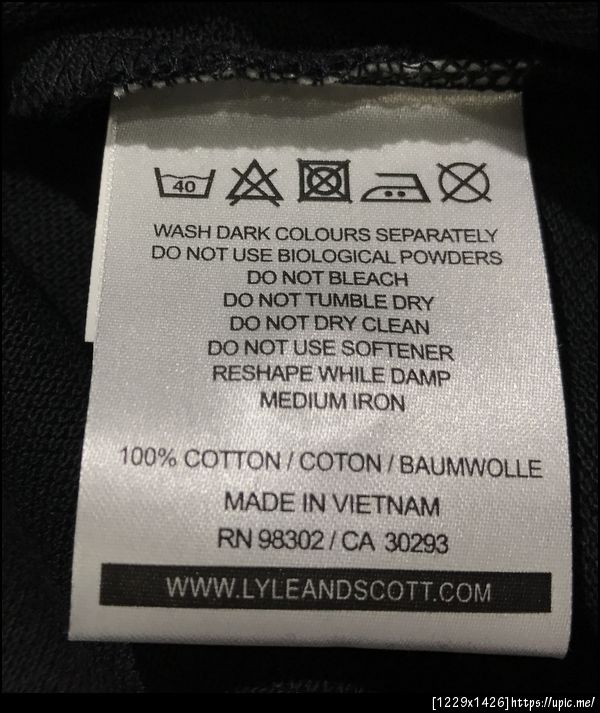 40
WASH DARK COLOURS SEPARATELY
DO NOT USE BIOLOGICAL POWDERS
DO NOT BLEACH
DO NOT TUMBLE DRY
DO NOT DRY CLEAN
DO NOT USE SOFTENER
RESHAPE WHILE DAMP
MEDIUM IRON
100% COTTON / COTON / BAUMWOLLE
MADE IN VIETNAM
RN 98302 / CA 30293
WWW.LYLEANDSCOTT.COM
[1229x1426]https://upic.me/